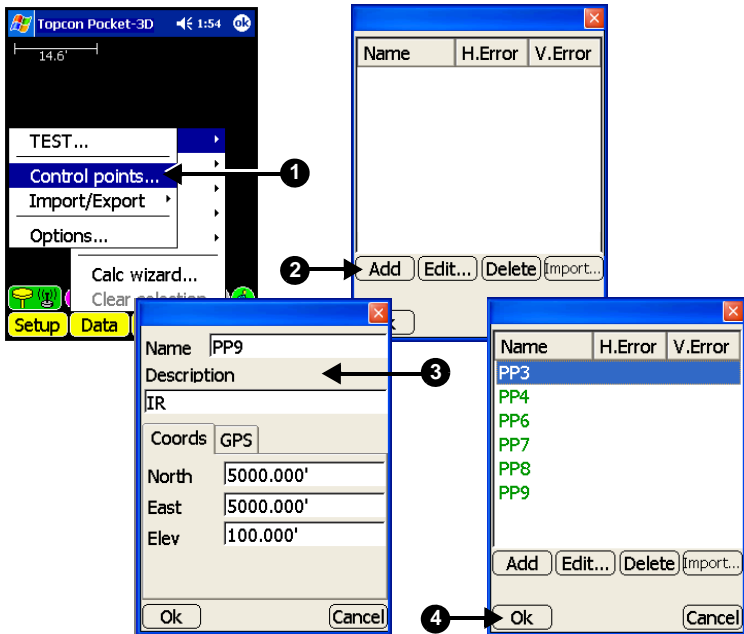 Topcon Pocket-3D 1:54 ok
14.6'
TEST...
Control points...
Import/Export
Options...
Calc wizard...
Clear selection
Setup Data
1
Name H.Error V.Error
2
Add Edit... Delete Import...
Name PP9
Description
3
IR
Coords GPS
North 5000.000'
East 5000.000'
Elev 100.000'
Ok Cancel
Name H.Error V.Error
PP3
PP4
PP6
PP7
PP8
PP9
Add Edit... Delete Import...
4
Ok Cancel